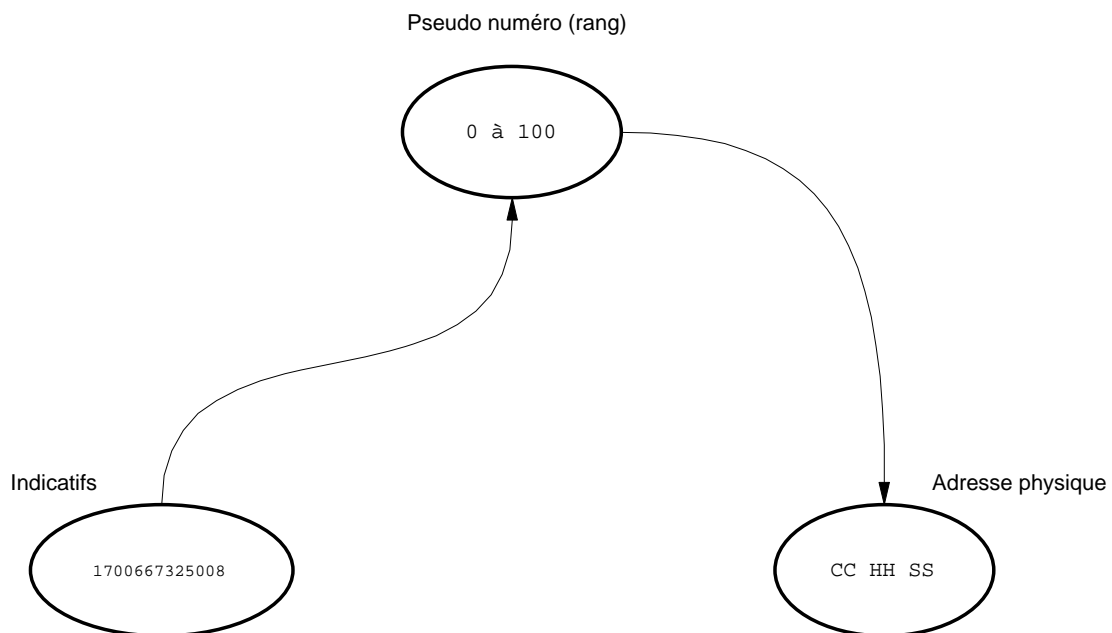 Pseudo numéro (rang)
0 à 100
Indicatifs
Adresse physique
1700667325008
CC HH SS